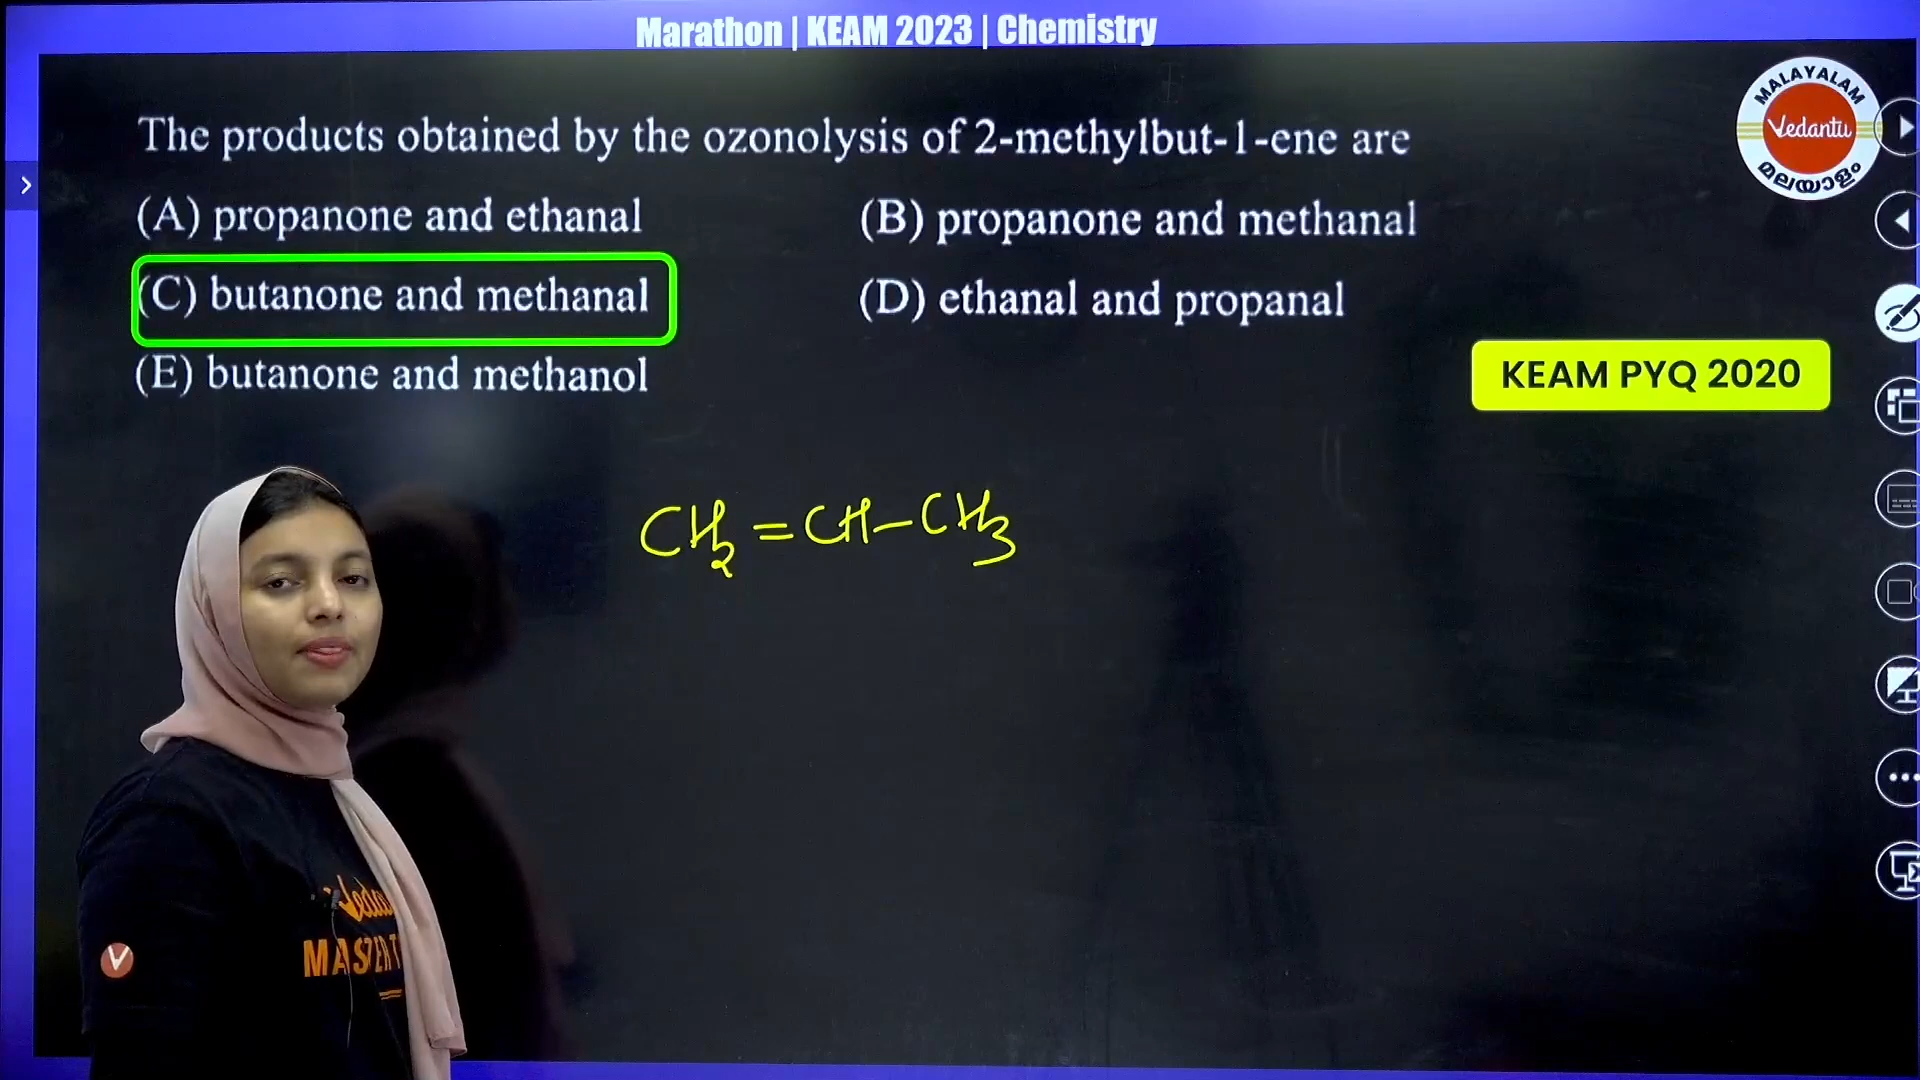 Marathon | KEAM 2023 | Chemistry
MALAYALAM
Vedantu
മലയാളം
The products obtained by the ozonolysis of 2-methylbut-1-ene are
(A) propanone and ethanal
(B) propanone and methanal
(C) butanone and methanal
(D) ethanal and propanal
(E) butanone and methanol
KEAM PYQ 2020
CH₂=CH–CH₃